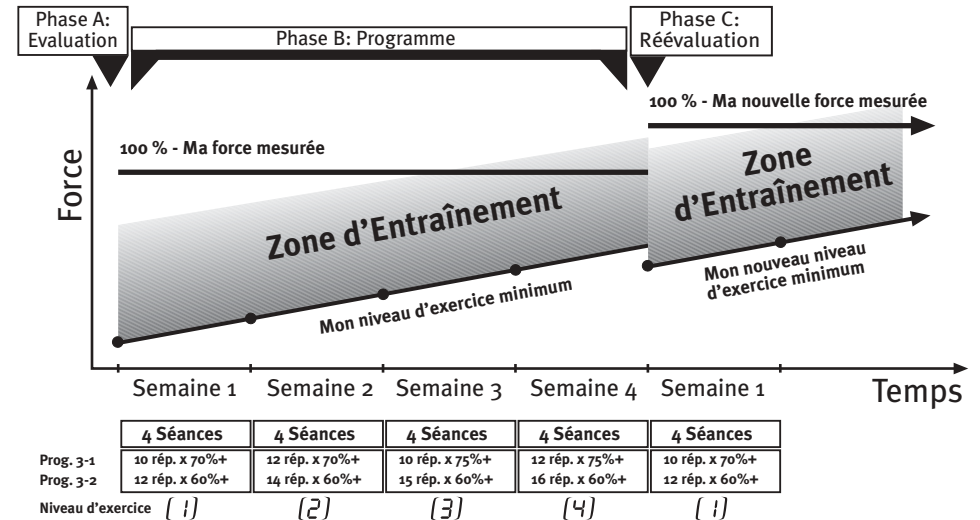 Phase A:
Evaluation
Phase B: Programme
Phase C:
Réévaluation
Force
100 % - Ma force mesurée
100 % - Ma nouvelle force mesurée
Zone d'Entraînement
Zone
d'Entraînement
Mon niveau d'exercice minimum
Mon nouveau niveau
d'exercice minimum
Semaine 1 Semaine 2 Semaine 3 Semaine 4 Semaine 1
Temps
4 Séances 4 Séances 4 Séances 4 Séances 4 Séances
Prog. 3-1 10 rép. x 70%+ 12 rép. x 70%+ 10 rép. x 75%+ 12 rép. x 75%+ 10 rép. x 70%+
Prog. 3-2 12 rép. x 60%+ 14 rép. x 60%+ 15 rép. x 60%+ 16 rép. x 60%+ 12 rép. x 60%+
Niveau d'exercice (1) (2) (3) (4) (1)